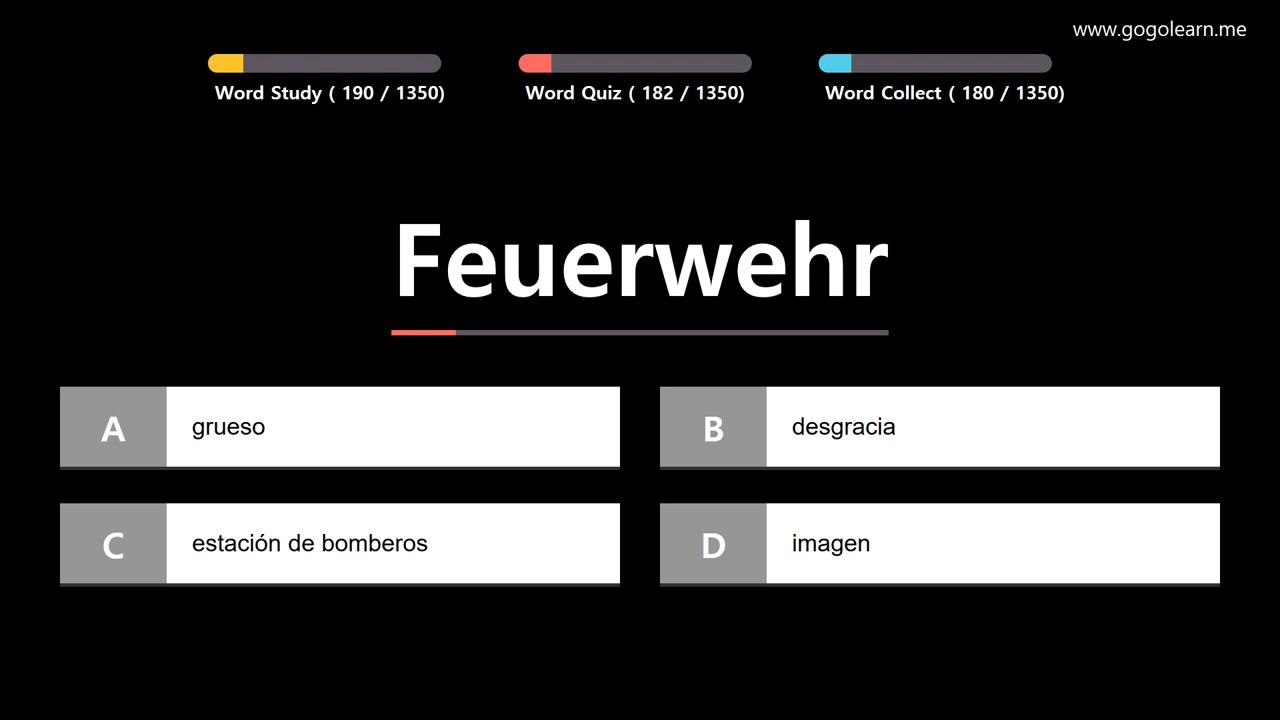 www.gogolearn.me
Word Study ( 190 / 1350)
Word Quiz ( 182 / 1350)
Word Collect ( 180 / 1350)
Feuerwehr
A grueso
B desgracia
C estación de bomberos
D imagen